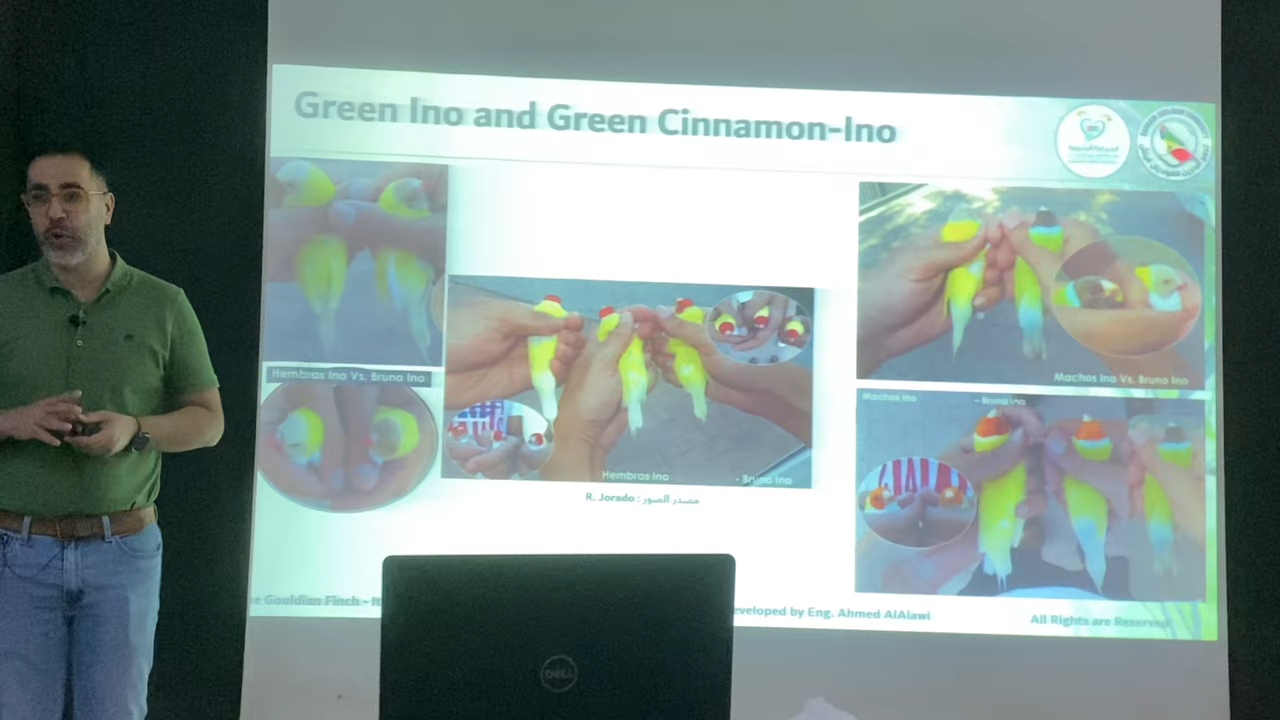 Green Ino and Green Cinnamon-Ino
Hembras Ino Vs. Bruno Ino
Hembras Ino - Bruno Ino
R. Jorado : مصدر الصور
Machos Ino Vs. Bruno Ino
Machos Ino - Bruno Ino
e Gouldian Finch - It
eveloped by Eng. Ahmed AlAlawi
All Rights are Reserved
DELL